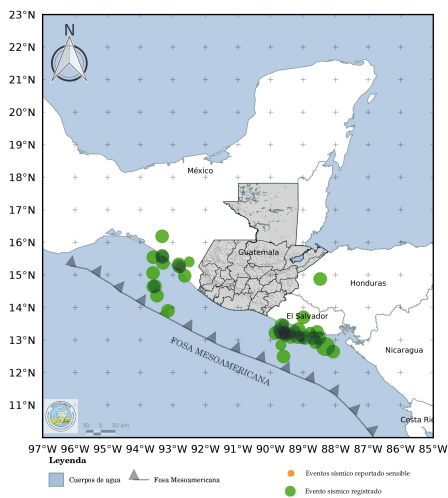 23°N
22°N
21°N
20°N
19°N
18°N
17°N
16°N
15°N
14°N
13°N
12°N
11°N
N
México
Guatemala
Honduras
El Salvador
Nicaragua
Costa Ric
FOSA MESOAMERICANA
50 0 50 km
97°W 96°W 95°W 94°W 93°W 92°W 91°W 90°W 89°W 88°W 87°W 86°W 85°W
Leyenda
Cuerpos de agua
Fosa Mesoamericana
Eventos sísmico reportado sensible
Evento sísmico registrado